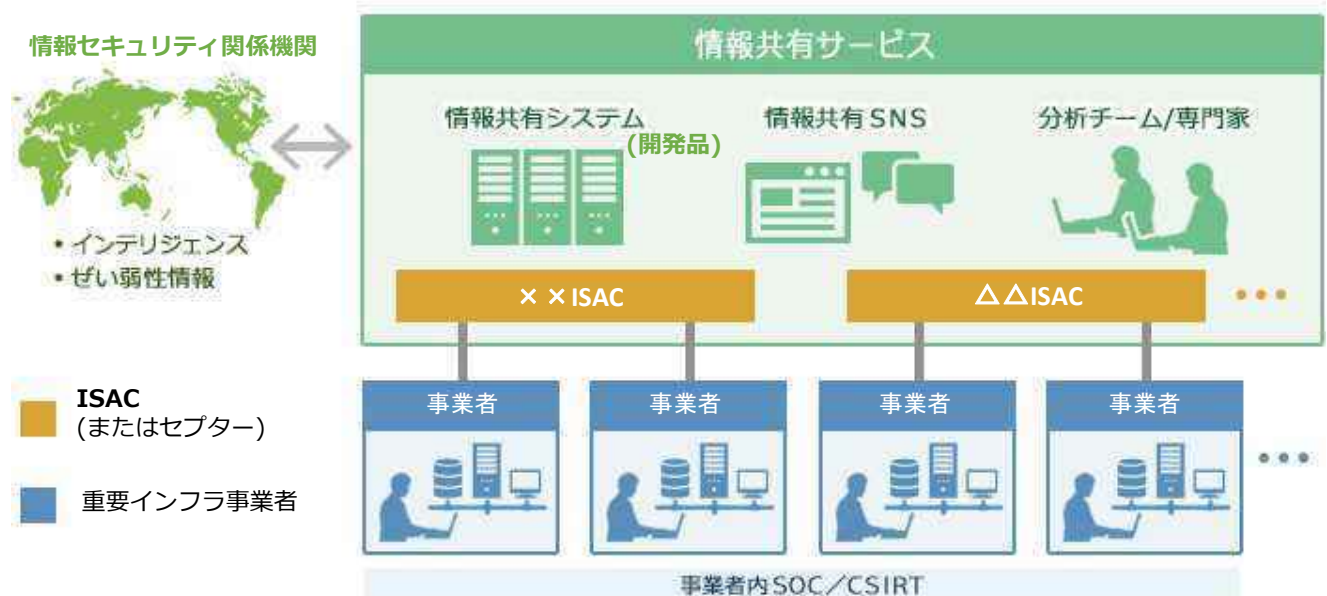 情報セキュリティ関係機関
• インテリジェンス
• ぜい弱性情報
情報共有サービス
情報共有システム
(開発品)
情報共有SNS
分析チーム/専門家
××ISAC
△△ISAC
•••
ISAC
(またはセプター)
重要インフラ事業者
事業者
事業者
事業者
事業者
•••
事業者内SOC/CSIRT